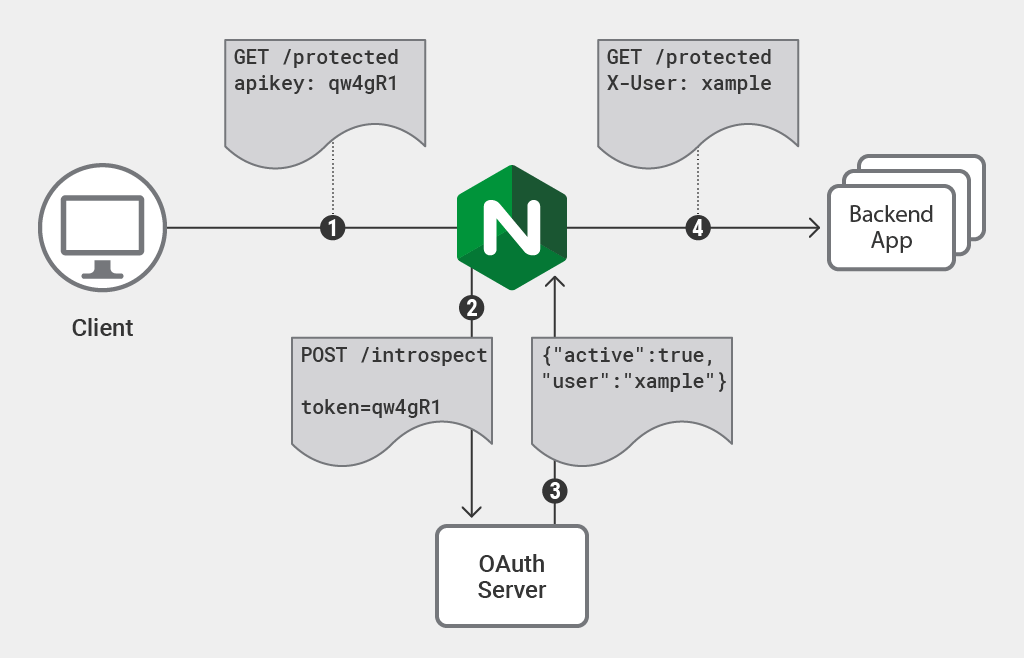 GET /protected
apikey: qw4gR1
GET /protected
X-User: xample
1
N
4
Backend
App
Client
2
POST /introspect
token=qw4gR1
{"active":true,
"user":"xample"}
3
OAuth
Server